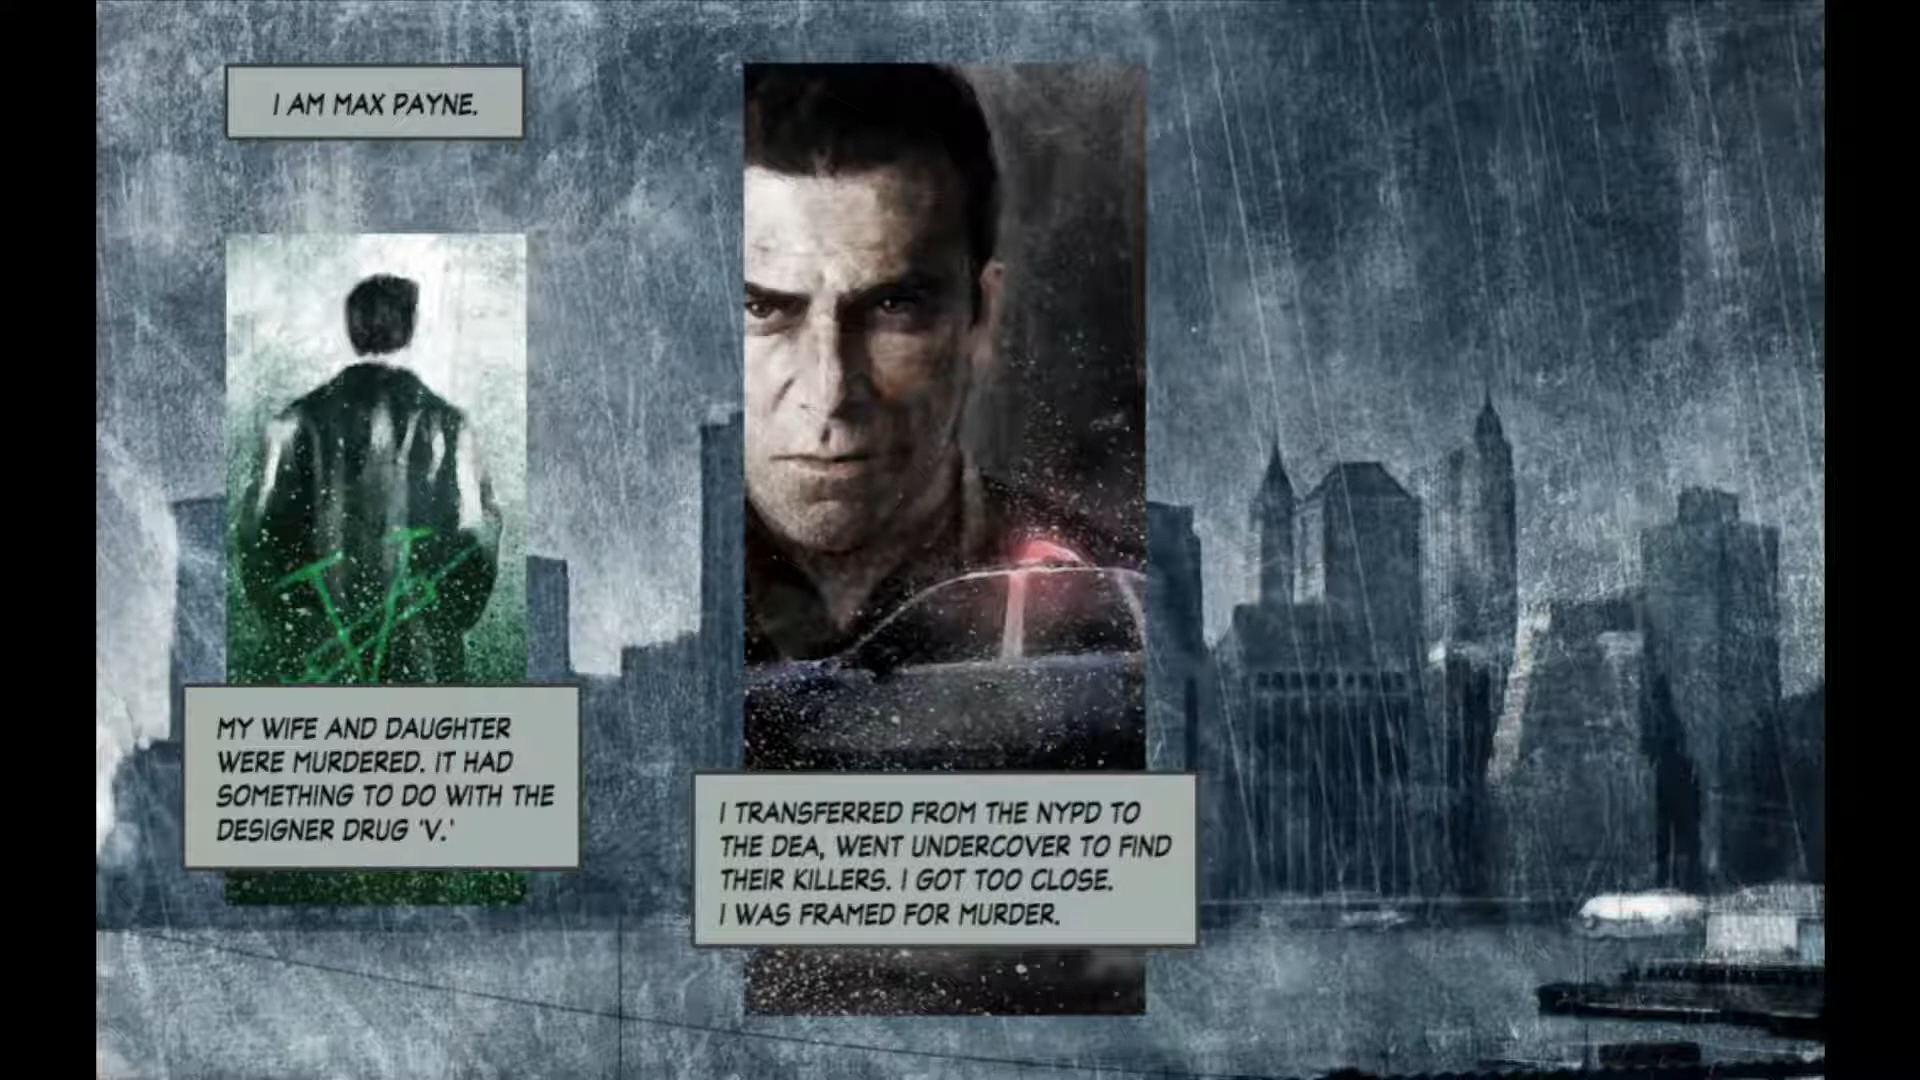 I AM MAX PAYNE.
MY WIFE AND DAUGHTER
WERE MURDERED. IT HAD
SOMETHING TO DO WITH THE
DESIGNER DRUG 'V.'
I TRANSFERRED FROM THE NYPD TO
THE DEA, WENT UNDERCOVER TO FIND
THEIR KILLERS. I GOT TOO CLOSE.
I WAS FRAMED FOR MURDER.